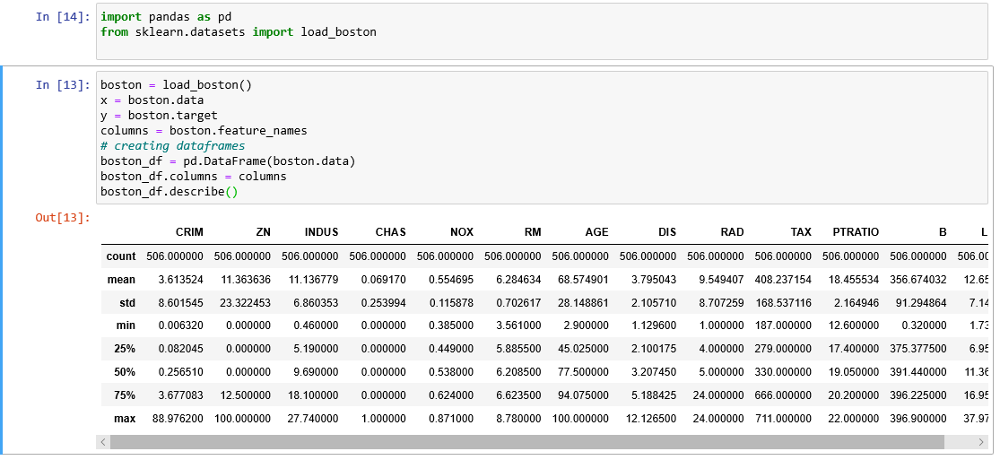 In [14]: import pandas as pd
from sklearn.datasets import load_boston
In [13]: boston = load_boston()
x = boston.data
y = boston.target
columns = boston.feature_names
# creating dataframes
boston_df = pd.DataFrame(boston.data)
boston_df.columns = columns
boston_df.describe()
Out[13]:
CRIM ZN INDUS CHAS NOX RM AGE DIS RAD TAX PTRATIO B L
count 506.000000 506.000000 506.000000 506.000000 506.000000 506.000000 506.000000 506.000000 506.000000 506.000000 506.000000 506.000000 506.00
mean 3.613524 11.363636 11.136779 0.069170 0.554695 6.284634 68.574901 3.795043 9.549407 408.237154 18.455534 356.674032 12.65
std 8.601545 23.322453 6.860353 0.253994 0.115878 0.702617 28.148861 2.105710 8.707259 168.537116 2.164946 91.294864 7.14
min 0.006320 0.000000 0.460000 0.000000 0.385000 3.561000 2.900000 1.129600 1.000000 187.000000 12.600000 0.320000 1.73
25% 0.082045 0.000000 5.190000 0.000000 0.449000 5.885500 45.025000 2.100175 4.000000 279.000000 17.400000 375.377500 6.95
50% 0.256510 0.000000 9.690000 0.000000 0.538000 6.208500 77.500000 3.207450 5.000000 330.000000 19.050000 391.440000 11.36
75% 3.677083 12.500000 18.100000 0.000000 0.624000 6.623500 94.075000 5.188425 24.000000 666.000000 20.200000 396.225000 16.95
max 88.976200 100.000000 27.740000 1.000000 0.871000 8.780000 100.000000 12.126500 24.000000 711.000000 22.000000 396.900000 37.97